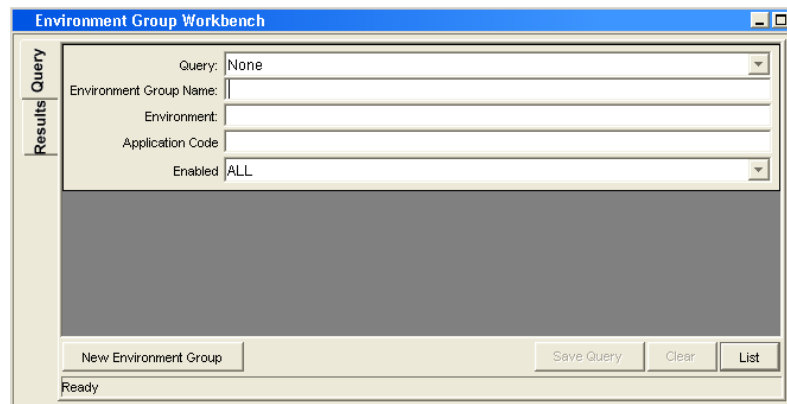 Environment Group Workbench
Query
Results
Query: None
Environment Group Name:
Environment:
Application Code
Enabled ALL
New Environment Group Save Query Clear List
Ready